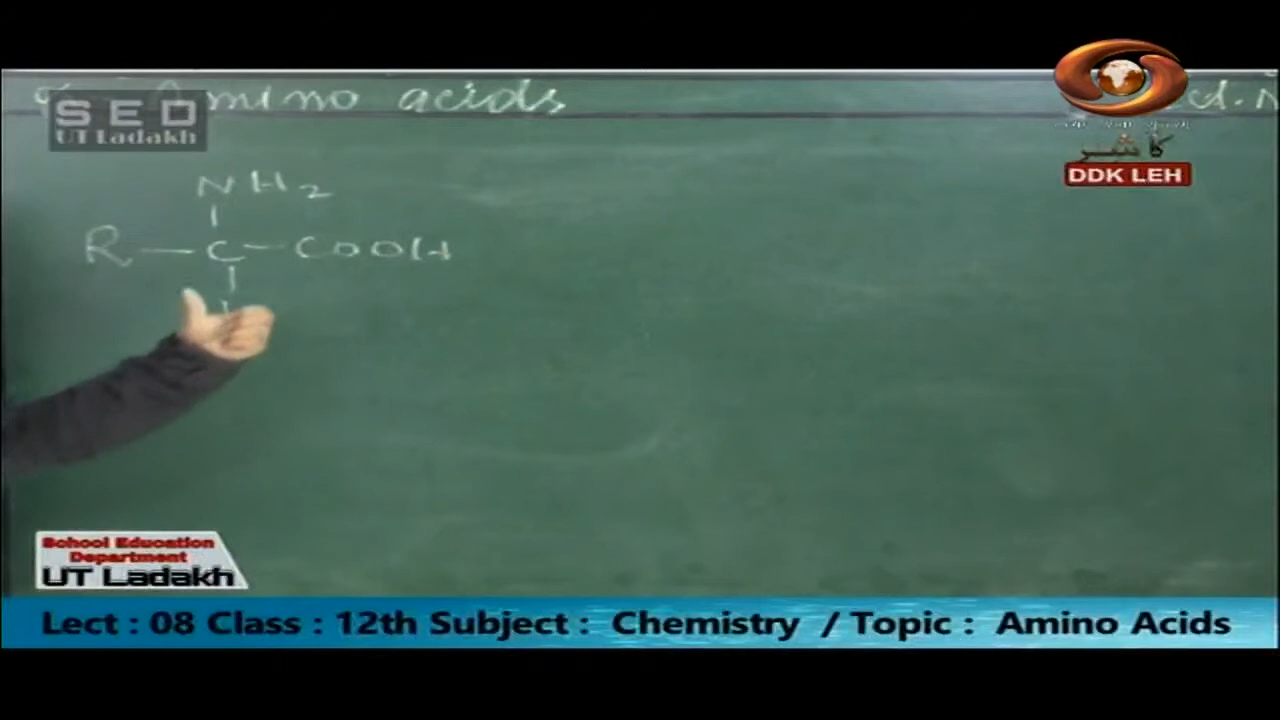 Amino acids
SED
UT Ladakh
کأشُر
DDK LEH
NH2
R — C — COOH
School Education
Department
UT Ladakh
Lect : 08 Class : 12th Subject : Chemistry / Topic : Amino Acids